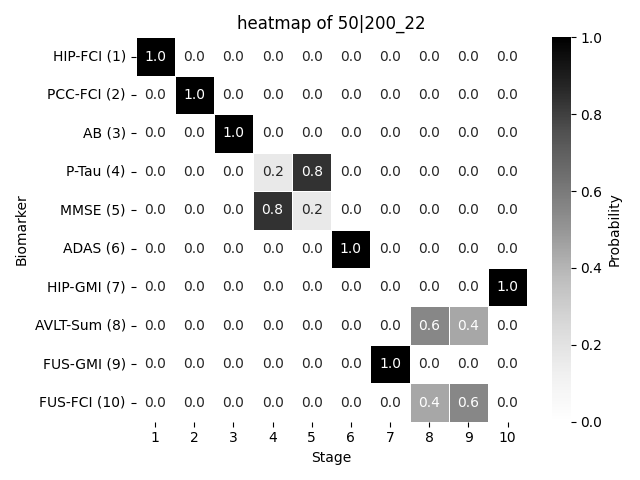 heatmap of 50|200_22
HIP-FCI (1) 1.0 0.0 0.0 0.0 0.0 0.0 0.0 0.0 0.0 0.0
PCC-FCI (2) 0.0 1.0 0.0 0.0 0.0 0.0 0.0 0.0 0.0 0.0
AB (3) 0.0 0.0 1.0 0.0 0.0 0.0 0.0 0.0 0.0 0.0
P-Tau (4) 0.0 0.0 0.0 0.2 0.8 0.0 0.0 0.0 0.0 0.0
MMSE (5) 0.0 0.0 0.0 0.8 0.2 0.0 0.0 0.0 0.0 0.0
ADAS (6) 0.0 0.0 0.0 0.0 0.0 1.0 0.0 0.0 0.0 0.0
HIP-GMI (7) 0.0 0.0 0.0 0.0 0.0 0.0 0.0 0.0 0.0 1.0
AVLT-Sum (8) 0.0 0.0 0.0 0.0 0.0 0.0 0.0 0.6 0.4 0.0
FUS-GMI (9) 0.0 0.0 0.0 0.0 0.0 0.0 1.0 0.0 0.0 0.0
FUS-FCI (10) 0.0 0.0 0.0 0.0 0.0 0.0 0.0 0.4 0.6 0.0
1 2 3 4 5 6 7 8 9 10
Stage
Biomarker
1.0
0.8
0.6
0.4
0.2
0.0
Probability